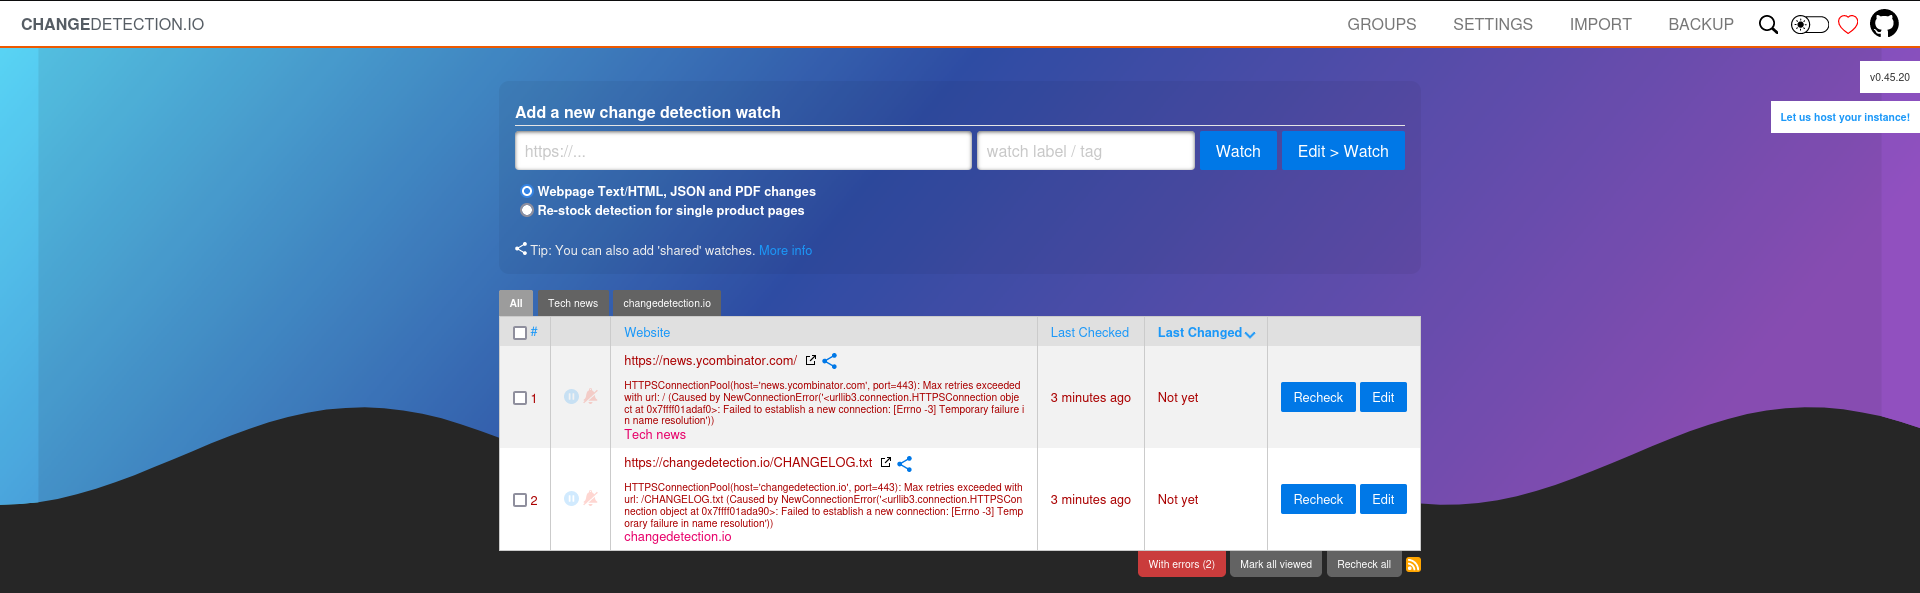 CHANGEDETECTION.IO
GROUPS SETTINGS IMPORT BACKUP
v0.45.20
Let us host your instance!
Add a new change detection watch
https://... watch label / tag Watch Edit > Watch
Webpage Text/HTML, JSON and PDF changes
Re-stock detection for single product pages
Tip: You can also add 'shared' watches. More info
All Tech news changedetection.io
# Website Last Checked Last Changed
https://news.ycombinator.com/
HTTPSConnectionPool(host='news.ycombinator.com', port=443): Max retries exceeded
with url: / (Caused by NewConnectionError('<urllib3.connection.HTTPSConnection obje
ct at 0x7ffff01adaf0>: Failed to establish a new connection: [Errno -3] Temporary failure i
n name resolution'))
Tech news
1 3 minutes ago Not yet Recheck Edit
https://changedetection.io/CHANGELOG.txt
HTTPSConnectionPool(host='changedetection.io', port=443): Max retries exceeded with
url: /CHANGELOG.txt (Caused by NewConnectionError('<urllib3.connection.HTTPSCon
nection object at 0x7ffff01ada90>: Failed to establish a new connection: [Errno -3] Temp
orary failure in name resolution'))
changedetection.io
2 3 minutes ago Not yet Recheck Edit
With errors (2) Mark all viewed Recheck all